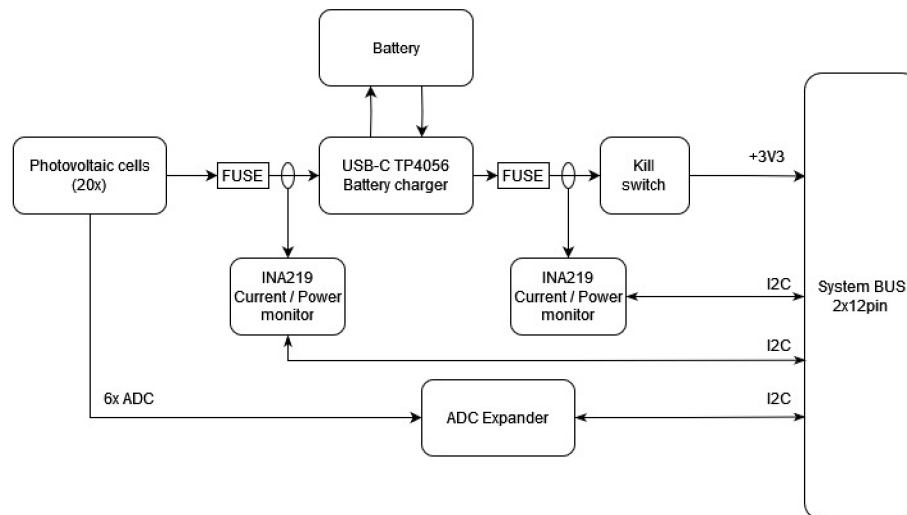 Battery
Photovoltaic cells
(20x)
FUSE
USB-C TP4056
Battery charger
FUSE
Kill
switch
+3V3
INA219
Current / Power
monitor
INA219
Current / Power
monitor
I2C
System BUS
2x12pin
I2C
6x ADC
ADC Expander
I2C